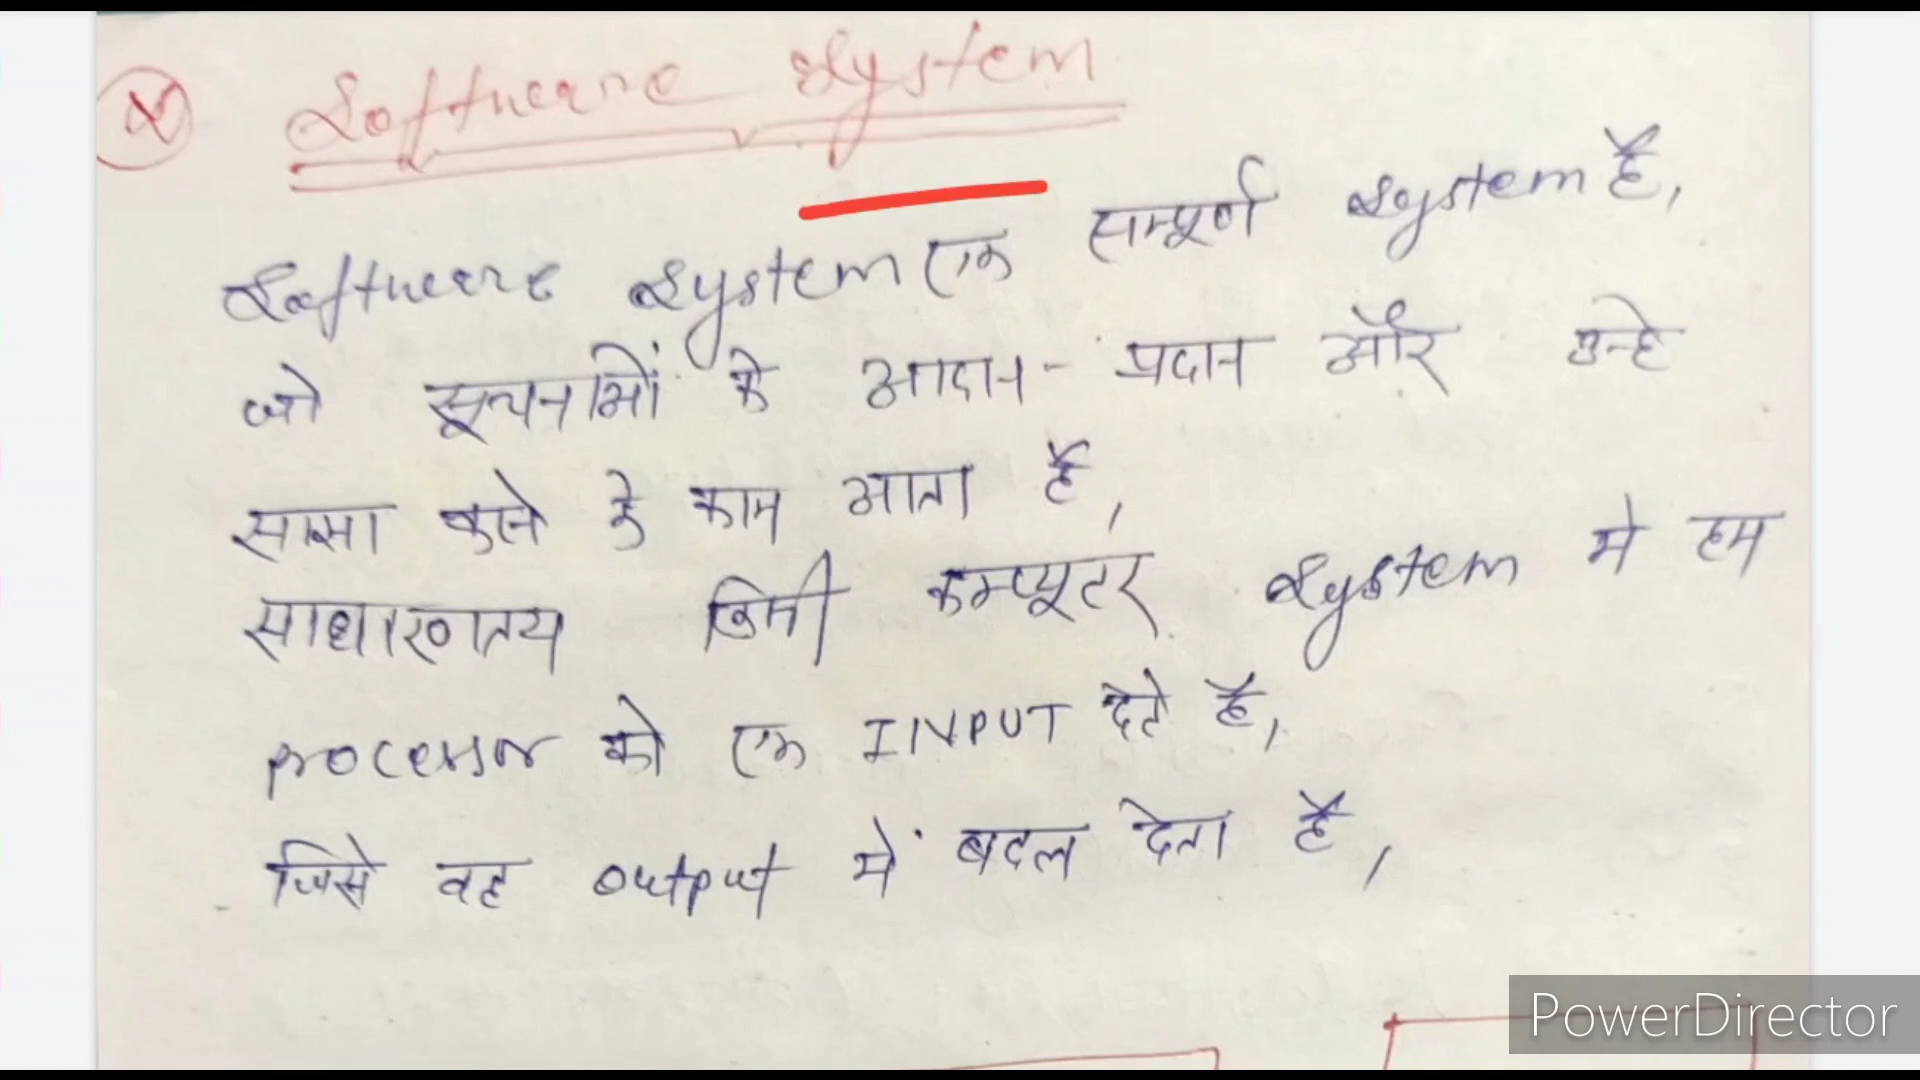 Software System
Software System एक सम्पूर्ण System है,
जो सूचनाओं के आदान-प्रदान और उन्हे
साझा करने के काम आता है,
साधारणतय किसी कम्प्यूटर System मे हम
processor को एक INPUT देते है,
जिसे वह output में बदल देता है,
PowerDirector